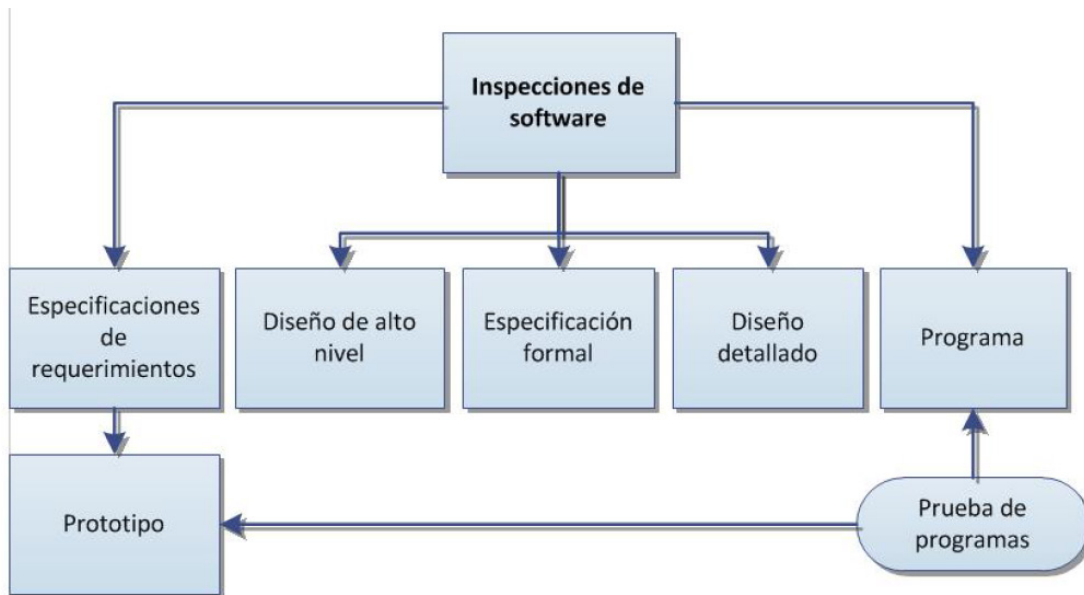 Inspecciones de
software
Especificaciones
de
requerimientos
Diseño de alto
nivel
Especificación
formal
Diseño
detallado
Programa
Prototipo
Prueba de
programas